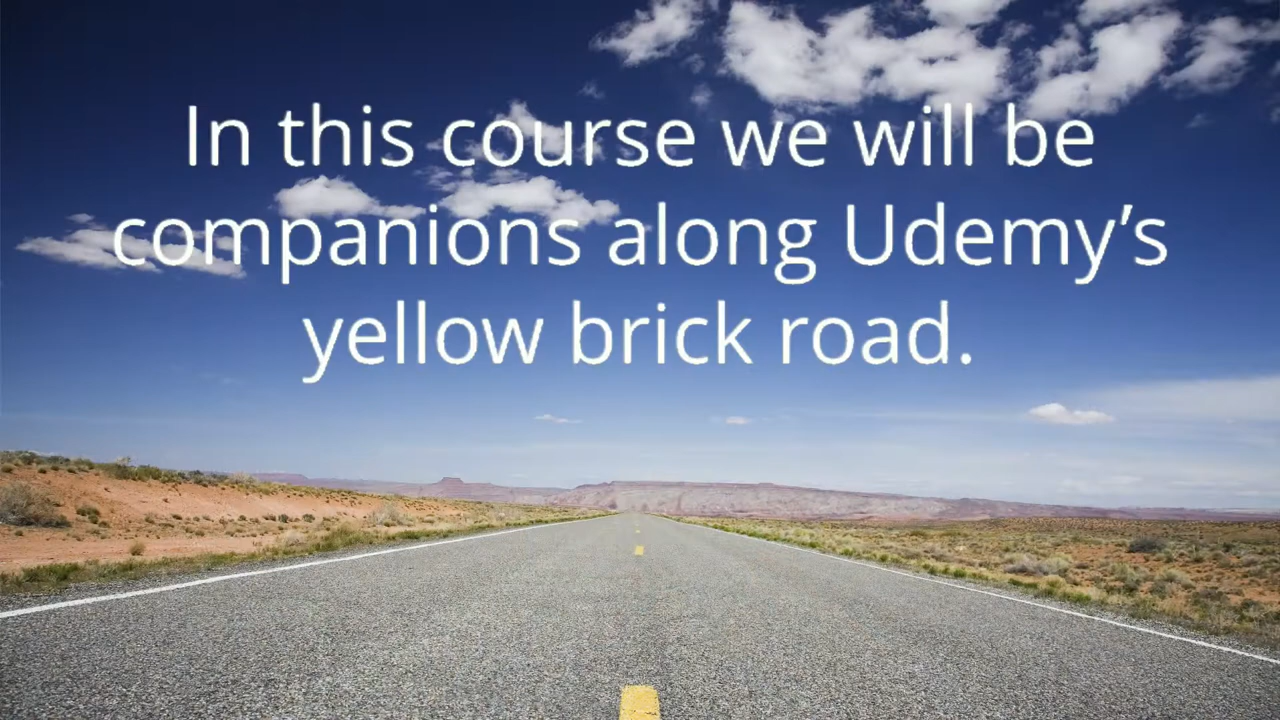 In this course we will be
companions along Udemy’s
yellow brick road.